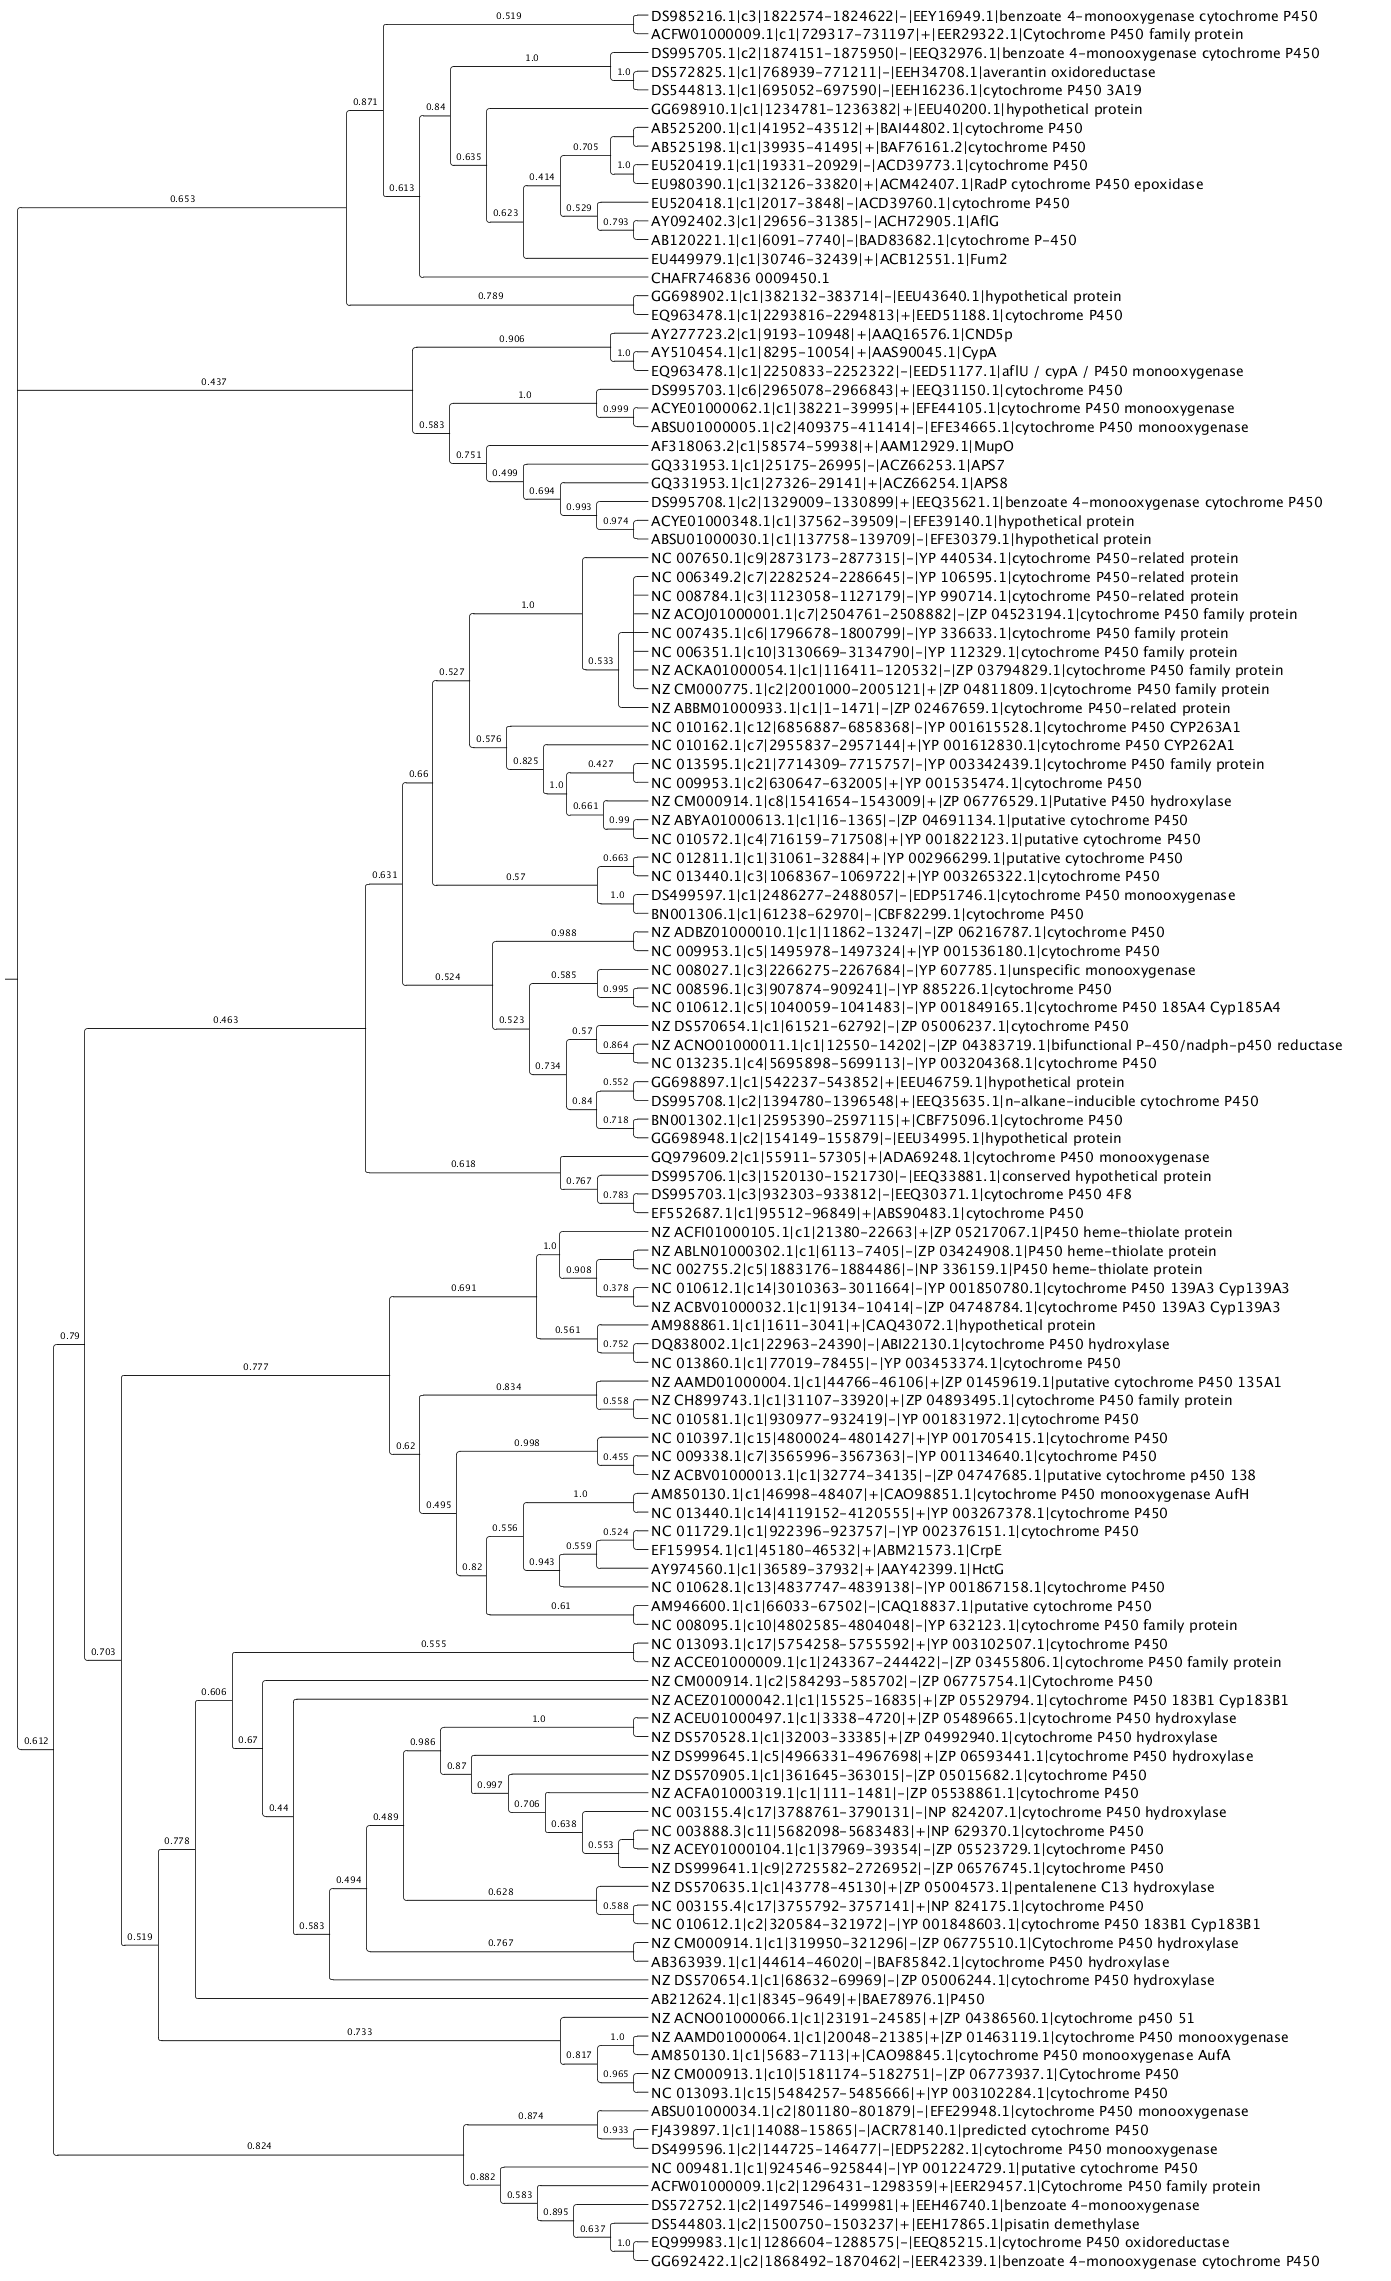 0.519
DS985216.1|c3|1822574-1824622|-|EEY16949.1|benzoate 4-monooxygenase cytochrome P450
ACFW01000009.1|c1|729317-731197|+|EER29322.1|Cytochrome P450 family protein
DS995705.1|c2|1874151-1875950|-|EEQ32976.1|benzoate 4-monooxygenase cytochrome P450
1.0
1.0
DS572825.1|c1|768939-771211|-|EEH34708.1|averantin oxidoreductase
DS544813.1|c1|695052-697590|-|EEH16236.1|cytochrome P450 3A19
0.871
0.84
GG698910.1|c1|1234781-1236382|+|EEU40200.1|hypothetical protein
AB525200.1|c1|41952-43512|+|BAI44802.1|cytochrome P450
0.705
AB525198.1|c1|39935-41495|+|BAF76161.2|cytochrome P450
0.635
1.0
EU520419.1|c1|19331-20929|-|ACD39773.1|cytochrome P450
0.414
EU980390.1|c1|32126-33820|+|ACM42407.1|RadP cytochrome P450 epoxidase
0.613
0.653
EU520418.1|c1|2017-3848|-|ACD39760.1|cytochrome P450
0.623
0.529
0.793
AY092402.3|c1|29656-31385|-|ACH72905.1|AflG
AB120221.1|c1|6091-7740|-|BAD83682.1|cytochrome P-450
EU449979.1|c1|30746-32439|+|ACB12551.1|Fum2
CHAFR746836 0009450.1
0.789
GG698902.1|c1|382132-383714|-|EEU43640.1|hypothetical protein
EQ963478.1|c1|2293816-2294813|+|EED51188.1|cytochrome P450
AY277723.2|c1|9193-10948|+|AAQ16576.1|CND5p
0.906
1.0
AY510454.1|c1|8295-10054|+|AAS90045.1|CypA
EQ963478.1|c1|2250833-2252322|-|EED51177.1|aflU / cypA / P450 monooxygenase
0.437
DS995703.1|c6|2965078-2966843|+|EEQ31150.1|cytochrome P450
1.0
0.999
ACYE01000062.1|c1|38221-39995|+|EFE44105.1|cytochrome P450 monooxygenase
0.583
ABSU01000005.1|c2|409375-411414|-|EFE34665.1|cytochrome P450 monooxygenase
AF318063.2|c1|58574-59938|+|AAM12929.1|MupO
0.751
GQ331953.1|c1|25175-26995|-|ACZ66253.1|APS7
0.499
GQ331953.1|c1|27326-29141|+|ACZ66254.1|APS8
0.694
DS995708.1|c2|1329009-1330899|+|EEQ35621.1|benzoate 4-monooxygenase cytochrome P450
0.993
0.974
ACYE01000348.1|c1|37562-39509|-|EFE39140.1|hypothetical protein
ABSU01000030.1|c1|137758-139709|-|EFE30379.1|hypothetical protein
NC 007650.1|c9|2873173-2877315|-|YP 440534.1|cytochrome P450-related protein
NC 006349.2|c7|2282524-2286645|-|YP 106595.1|cytochrome P450-related protein
NC 008784.1|c3|1123058-1127179|-|YP 990714.1|cytochrome P450-related protein
1.0
NZ ACOJ01000001.1|c7|2504761-2508882|-|ZP 04523194.1|cytochrome P450 family protein
NC 007435.1|c6|1796678-1800799|-|YP 336633.1|cytochrome P450 family protein
NC 006351.1|c10|3130669-3134790|-|YP 112329.1|cytochrome P450 family protein
0.533
0.527
NZ ACKA01000054.1|c1|116411-120532|-|ZP 03794829.1|cytochrome P450 family protein
NZ CM000775.1|c2|2001000-2005121|+|ZP 04811809.1|cytochrome P450 family protein
NZ ABBM01000933.1|c1|1-1471|-|ZP 02467659.1|cytochrome P450-related protein
NC 010162.1|c12|6856887-6858368|-|YP 001615528.1|cytochrome P450 CYP263A1
0.576
NC 010162.1|c7|2955837-2957144|+|YP 001612830.1|cytochrome P450 CYP262A1
0.825
0.427
NC 013595.1|c21|7714309-7715757|-|YP 003342439.1|cytochrome P450 family protein
0.66
1.0
NC 009953.1|c2|630647-632005|+|YP 001535474.1|cytochrome P450
0.661
NZ CM000914.1|c8|1541654-1543009|+|ZP 06776529.1|Putative P450 hydroxylase
0.99
NZ ABYA01000613.1|c1|16-1365|-|ZP 04691134.1|putative cytochrome P450
NC 010572.1|c4|716159-717508|+|YP 001822123.1|putative cytochrome P450
0.663
NC 012811.1|c1|31061-32884|+|YP 002966299.1|putative cytochrome P450
0.631
0.57
NC 013440.1|c3|1068367-1069722|+|YP 003265322.1|cytochrome P450
1.0
DS499597.1|c1|2486277-2488057|-|EDP51746.1|cytochrome P450 monooxygenase
BN001306.1|c1|61238-62970|-|CBF82299.1|cytochrome P450
0.988
NZ ADBZ01000010.1|c1|11862-13247|-|ZP 06216787.1|cytochrome P450
NC 009953.1|c5|1495978-1497324|+|YP 001536180.1|cytochrome P450
0.524
0.585
NC 008027.1|c3|2266275-2267684|-|YP 607785.1|unspecific monooxygenase
0.995
NC 008596.1|c3|907874-909241|-|YP 885226.1|cytochrome P450
NC 010612.1|c5|1040059-1041483|-|YP 001849165.1|cytochrome P450 185A4 Cyp185A4
0.463
0.523
0.57
NZ DS570654.1|c1|61521-62792|-|ZP 05006237.1|cytochrome P450
0.864
NZ ACNO01000011.1|c1|12550-14202|-|ZP 04383719.1|bifunctional P-450/nadph-p450 reductase
0.734
NC 013235.1|c4|5695898-5699113|-|YP 003204368.1|cytochrome P450
0.552
GG698897.1|c1|542237-543852|+|EEU46759.1|hypothetical protein
0.84
DS995708.1|c2|1394780-1396548|+|EEQ35635.1|n-alkane-inducible cytochrome P450
0.718
BN001302.1|c1|2595390-2597115|+|CBF75096.1|cytochrome P450
GG698948.1|c2|154149-155879|-|EEU34995.1|hypothetical protein
0.618
GQ979609.2|c1|55911-57305|+|ADA69248.1|cytochrome P450 monooxygenase
0.767
DS995706.1|c3|1520130-1521730|-|EEQ33881.1|conserved hypothetical protein
0.783
DS995703.1|c3|932303-933812|-|EEQ30371.1|cytochrome P450 4F8
EF552687.1|c1|95512-96849|+|ABS90483.1|cytochrome P450
NZ ACFI01000105.1|c1|21380-22663|+|ZP 05217067.1|P450 heme-thiolate protein
1.0
NZ ABLN01000302.1|c1|6113-7405|-|ZP 03424908.1|P450 heme-thiolate protein
0.908
NC 002755.2|c5|1883176-1884486|-|NP 336159.1|P450 heme-thiolate protein
0.691
0.378
NC 010612.1|c14|3010363-3011664|-|YP 001850780.1|cytochrome P450 139A3 Cyp139A3
NZ ACBV01000032.1|c1|9134-10414|-|ZP 04748784.1|cytochrome P450 139A3 Cyp139A3
AM988861.1|c1|1611-3041|+|CAQ43072.1|hypothetical protein
0.79
0.561
0.752
DQ838002.1|c1|22963-24390|-|ABI22130.1|cytochrome P450 hydroxylase
0.777
NC 013860.1|c1|77019-78455|-|YP 003453374.1|cytochrome P450
NZ AAMD01000004.1|c1|44766-46106|+|ZP 01459619.1|putative cytochrome P450 135A1
0.834
0.558
NZ CH899743.1|c1|31107-33920|+|ZP 04893495.1|cytochrome P450 family protein
NC 010581.1|c1|930977-932419|-|YP 001831972.1|cytochrome P450
NC 010397.1|c15|4800024-4801427|+|YP 001705415.1|cytochrome P450
0.62
0.998
0.455
NC 009338.1|c7|3565996-3567363|-|YP 001134640.1|cytochrome P450
NZ ACBV01000013.1|c1|32774-34135|-|ZP 04747685.1|putative cytochrome p450 138
1.0
AM850130.1|c1|46998-48407|+|CAO98851.1|cytochrome P450 monooxygenase AufH
0.495
NC 013440.1|c14|4119152-4120555|+|YP 003267378.1|cytochrome P450
0.556
0.524
NC 011729.1|c1|922396-923757|-|YP 002376151.1|cytochrome P450
0.559
EF159954.1|c1|45180-46532|+|ABM21573.1|CrpE
0.82
0.943
AY974560.1|c1|36589-37932|+|AAY42399.1|HctG
NC 010628.1|c13|4837747-4839138|-|YP 001867158.1|cytochrome P450
0.61
AM946600.1|c1|66033-67502|-|CAQ18837.1|putative cytochrome P450
NC 008095.1|c10|4802585-4804048|-|YP 632123.1|cytochrome P450 family protein
0.703
0.555
NC 013093.1|c17|5754258-5755592|+|YP 003102507.1|cytochrome P450
NZ ACCE01000009.1|c1|243367-244422|-|ZP 03455806.1|cytochrome P450 family protein
NZ CM000914.1|c2|584293-585702|-|ZP 06775754.1|Cytochrome P450
0.606
NZ ACEZ01000042.1|c1|15525-16835|+|ZP 05529794.1|cytochrome P450 183B1 Cyp183B1
1.0
NZ ACEU01000497.1|c1|3338-4720|+|ZP 05489665.1|cytochrome P450 hydroxylase
0.612
0.67
0.986
NZ DS570528.1|c1|32003-33385|+|ZP 04992940.1|cytochrome P450 hydroxylase
NZ DS999645.1|c5|4966331-4967698|+|ZP 06593441.1|cytochrome P450 hydroxylase
0.87
NZ DS570905.1|c1|361645-363015|-|ZP 05015682.1|cytochrome P450
0.997
NZ ACFA01000319.1|c1|111-1481|-|ZP 05538861.1|cytochrome P450
0.44
0.706
NC 003155.4|c17|3788761-3790131|-|NP 824207.1|cytochrome P450 hydroxylase
0.489
0.638
NC 003888.3|c11|5682098-5683483|+|NP 629370.1|cytochrome P450
0.778
0.553
NZ ACEY01000104.1|c1|37969-39354|-|ZP 05523729.1|cytochrome P450
NZ DS999641.1|c9|2725582-2726952|-|ZP 06576745.1|cytochrome P450
0.494
NZ DS570635.1|c1|43778-45130|+|ZP 05004573.1|pentalenene C13 hydroxylase
0.628
0.588
NC 003155.4|c17|3755792-3757141|+|NP 824175.1|cytochrome P450
NC 010612.1|c2|320584-321972|-|YP 001848603.1|cytochrome P450 183B1 Cyp183B1
0.519
0.583
0.767
NZ CM000914.1|c1|319950-321296|-|ZP 06775510.1|Cytochrome P450 hydroxylase
AB363939.1|c1|44614-46020|-|BAF85842.1|cytochrome P450 hydroxylase
NZ DS570654.1|c1|68632-69969|-|ZP 05006244.1|cytochrome P450 hydroxylase
AB212624.1|c1|8345-9649|+|BAE78976.1|P450
NZ ACNO01000066.1|c1|23191-24585|+|ZP 04386560.1|cytochrome p450 51
0.733
1.0
NZ AAMD01000064.1|c1|20048-21385|+|ZP 01463119.1|cytochrome P450 monooxygenase
0.817
AM850130.1|c1|5683-7113|+|CAO98845.1|cytochrome P450 monooxygenase AufA
0.965
NZ CM000913.1|c10|5181174-5182751|-|ZP 06773937.1|Cytochrome P450
NC 013093.1|c15|5484257-5485666|+|YP 003102284.1|cytochrome P450
ABSU01000034.1|c2|801180-801879|-|EFE29948.1|cytochrome P450 monooxygenase
0.874
0.933
FJ439897.1|c1|14088-15865|-|ACR78140.1|predicted cytochrome P450
0.824
DS499596.1|c2|144725-146477|-|EDP52282.1|cytochrome P450 monooxygenase
NC 009481.1|c1|924546-925844|-|YP 001224729.1|putative cytochrome P450
0.882
ACFW01000009.1|c2|1296431-1298359|+|EER29457.1|Cytochrome P450 family protein
0.583
DS572752.1|c2|1497546-1499981|+|EEH46740.1|benzoate 4-monooxygenase
0.895
DS544803.1|c2|1500750-1503237|+|EEH17865.1|pisatin demethylase
0.637
1.0
EQ999983.1|c1|1286604-1288575|-|EEQ85215.1|cytochrome P450 oxidoreductase
GG692422.1|c2|1868492-1870462|-|EER42339.1|benzoate 4-monooxygenase cytochrome P450